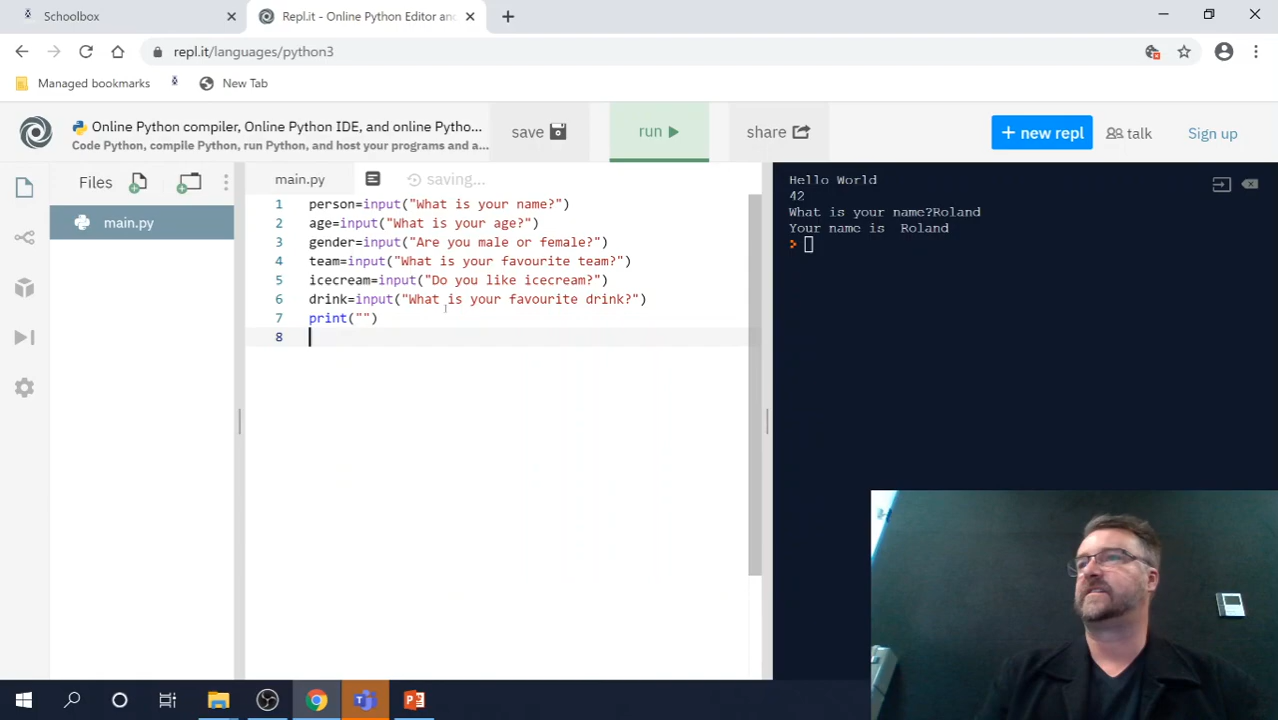 Schoolbox
Repl.it - Online Python Editor and
repl.it/languages/python3
Managed bookmarks
New Tab
Online Python compiler, Online Python IDE, and online Pytho...
Code Python, compile Python, run Python, and host your programs and a...
save
run
share
+ new repl
talk
Sign up
Files
main.py
main.py
saving...
1 person=input("What is your name?")
2 age=input("What is your age?")
3 gender=input("Are you male or female?")
4 team=input("What is your favourite team?")
5 icecream=input("Do you like icecream?")
6 drink=input("What is your favourite drink?")
7 print("")
8
Hello World
42
What is your name?Roland
Your name is  Roland